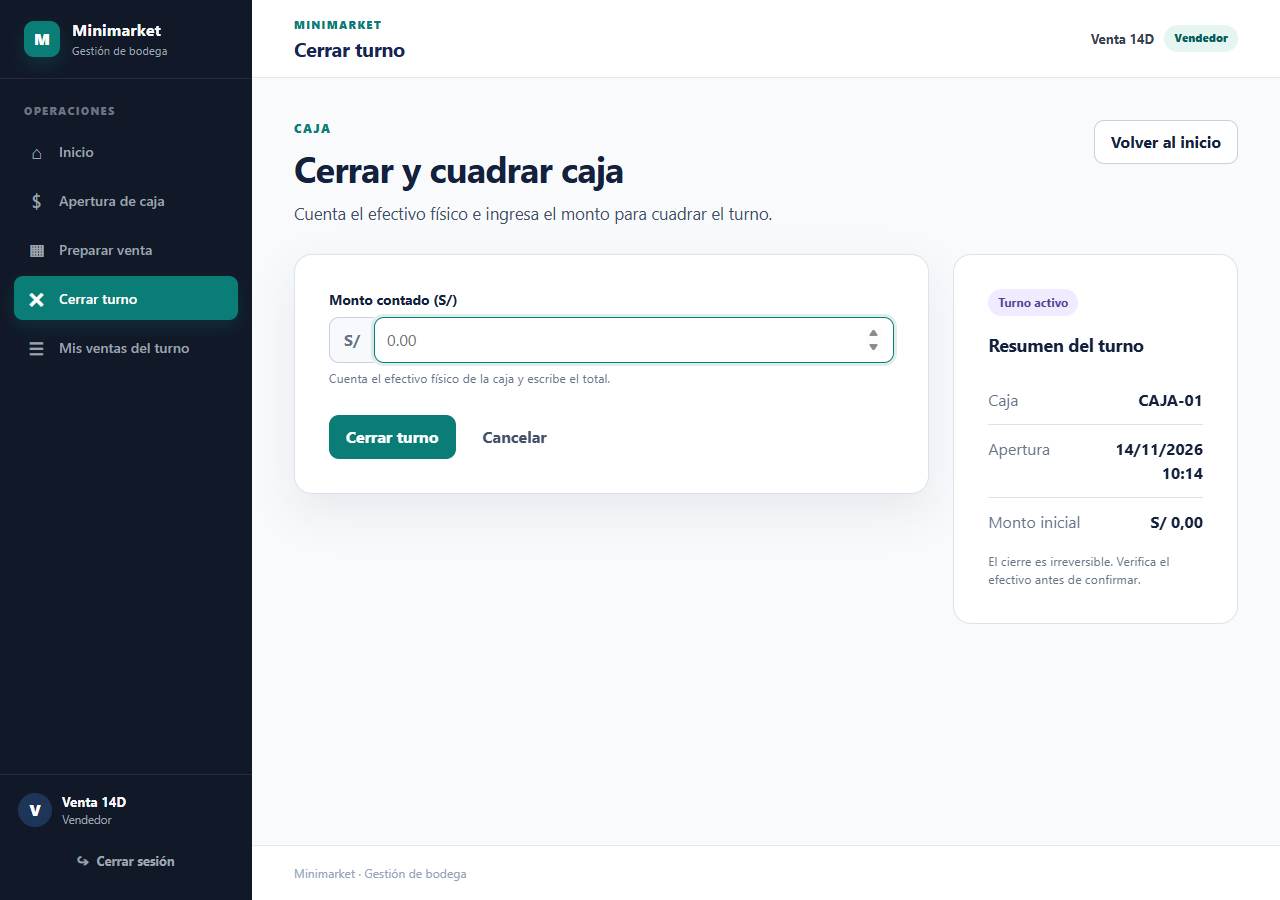 M
Minimarket
Gestión de bodega
OPERACIONES
⌂ Inicio
$ Apertura de caja
▦ Preparar venta
✕ Cerrar turno
☰ Mis ventas del turno
V
Venta 14D
Vendedor
↪ Cerrar sesión
MINIMARKET
Cerrar turno
Venta 14D Vendedor
CAJA
Cerrar y cuadrar caja
Cuenta el efectivo físico e ingresa el monto para cuadrar el turno.
Volver al inicio
Monto contado (S/)
S/ 0.00
Cuenta el efectivo físico de la caja y escribe el total.
Cerrar turno Cancelar
Turno activo
Resumen del turno
Caja CAJA-01
Apertura 14/11/2026
10:14
Monto inicial S/ 0,00
El cierre es irreversible. Verifica el
efectivo antes de confirmar.
Minimarket · Gestión de bodega